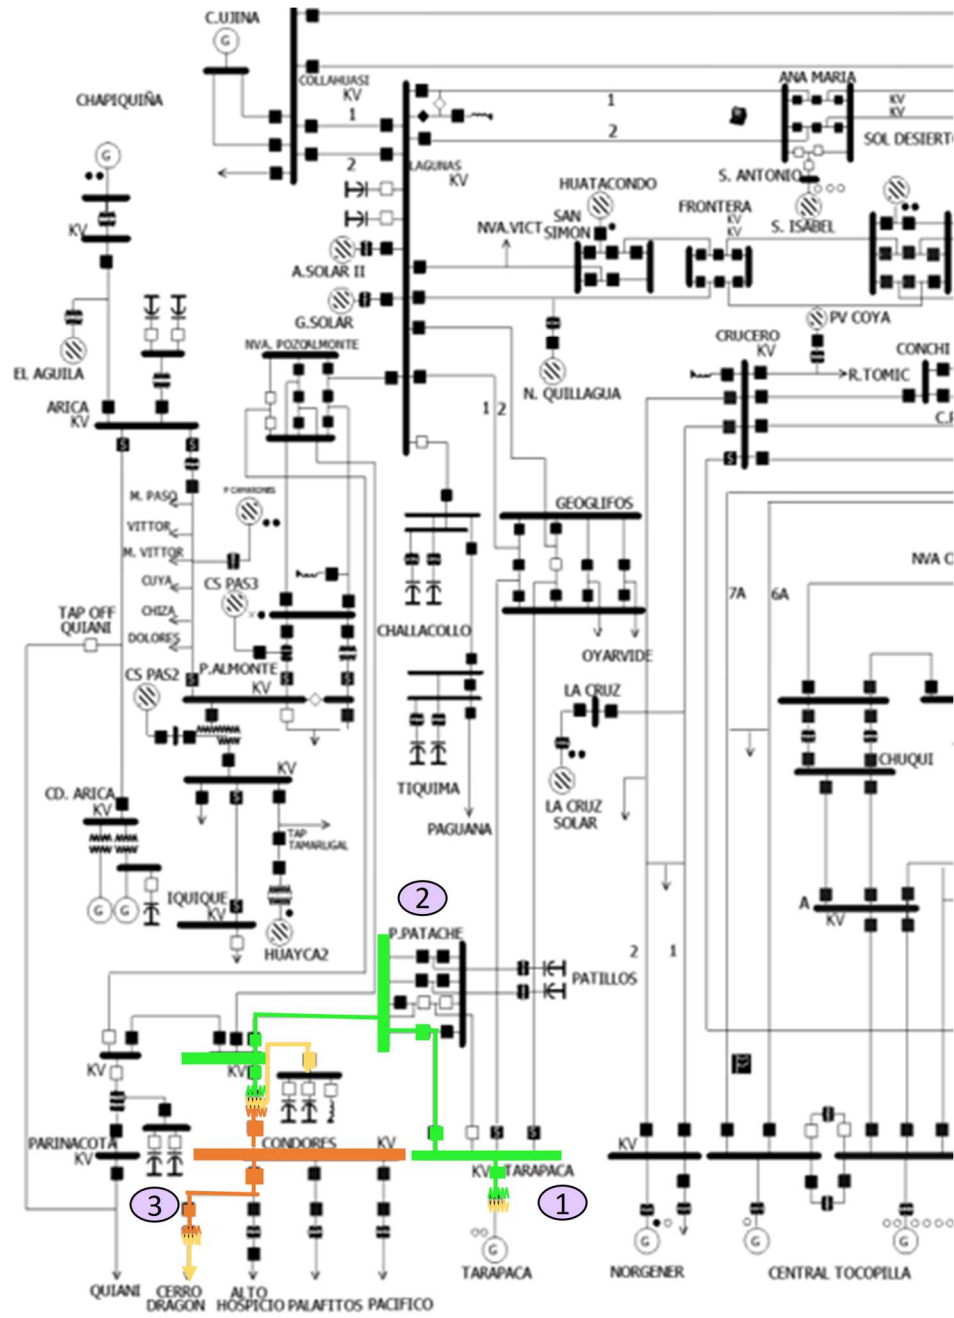 C.UJINA
G
COLLAHUASI
KV
1
2
ANA MARIA
KV
KV
SOL DESIERT
1
2
CHAPIQUIÑA
G
KV
LAGUNAS
KV
S. ANTONIO
HUATACONDO
NVA.VICT
SAN
SIMON
FRONTERA
KV
KV
S. ISABEL
A.SOLAR II
G.SOLAR
NVA. POZOALMONTE
PV COYA
CRUCERO
KV
CONCHI
R.TOMIC
EL AGUILA
N. QUILLAGUA
1 2
ARICA
KV
S
S
S
C.
M. PASO
VITTOR
M. VITTOR
CUYA
CHIZA
DOLORES
P CAMARONES
CS PAS3
GEOGLIFOS
NVA C
7A
6A
TAP OFF
QUIANI
CHALLACOLLO
OYARVIDE
CS PAS2
P.ALMONTE
KV
S
S
S
LA CRUZ
TIQUIMA
LA CRUZ
SOLAR
CHUQUI
KV
S
CD. ARICA
KV
TAP
TAMARUGAL
PAGUANA
G
G
IQUIQUE
KV
S
HUAYCA2
A
KV
2
P.PATACHE
PATILLOS
2
1
KV
KV
PARINACOTA
KV
CONDORES
KV
S
S
KV
TARAPACA
KV
3
1
G
G
G
G
QUIANI
CERRO
DRAGON
ALTO
HOSPICIO
PALAFITOS
PACIFICO
TARAPACA
NORGENER
CENTRAL TOCOPILLA